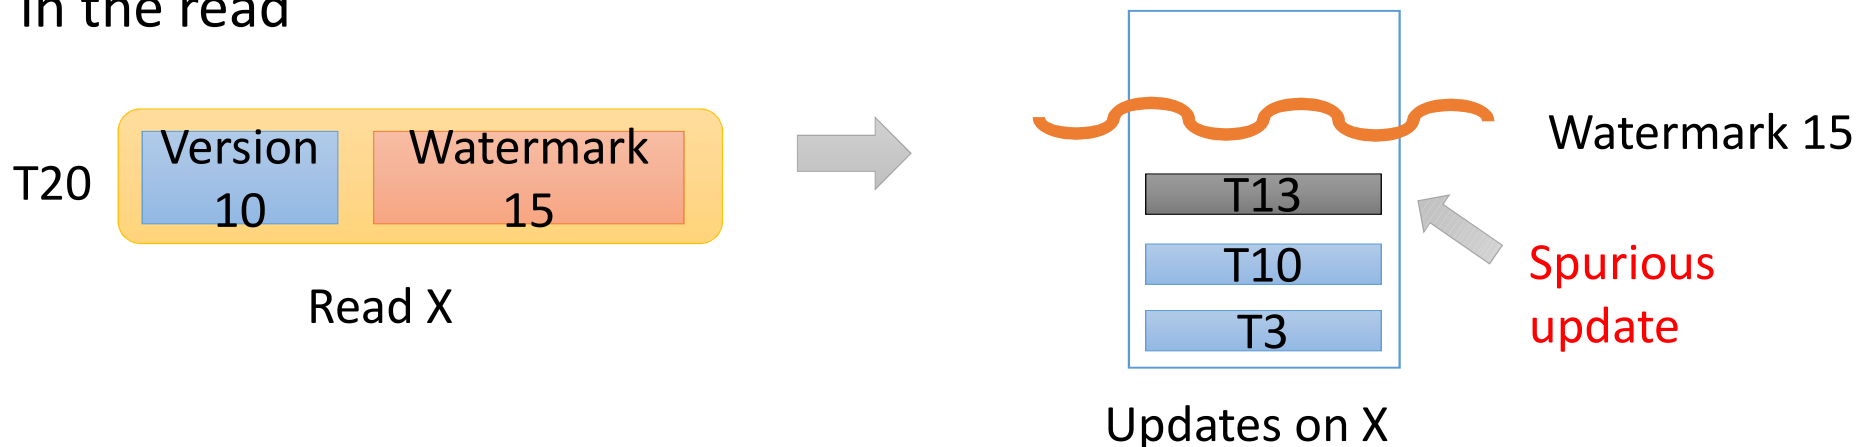 in the read
T20
Version
10
Watermark
15
Read X
Watermark 15
T13
T10
T3
Spurious
update
Updates on X